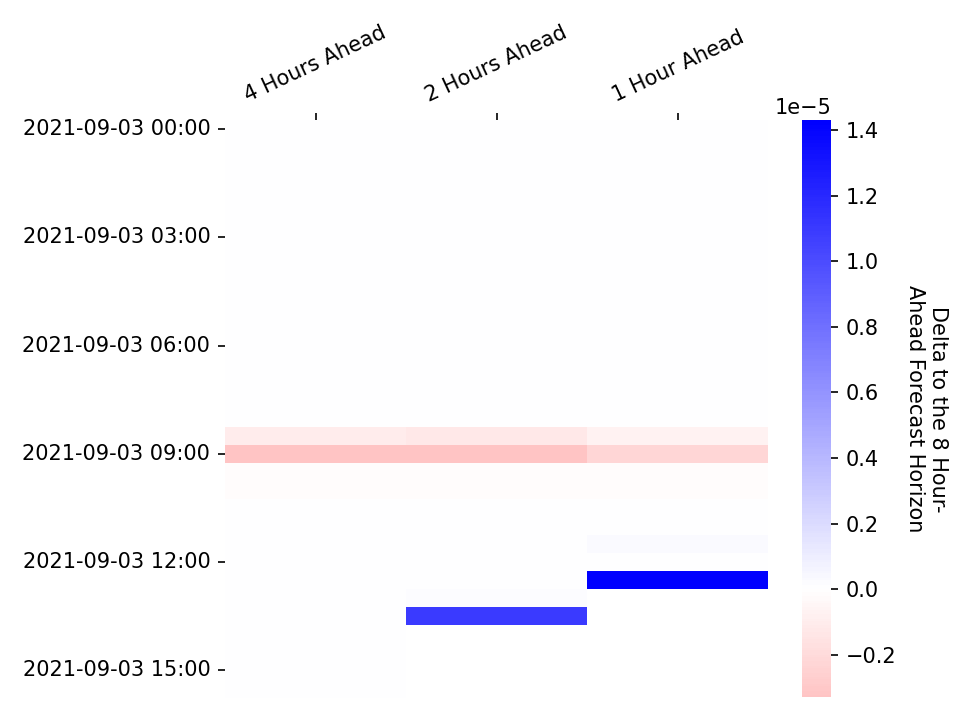 4 Hours Ahead
2 Hours Ahead
1 Hour Ahead
1e−5
2021-09-03 00:00
2021-09-03 03:00
2021-09-03 06:00
2021-09-03 09:00
2021-09-03 12:00
2021-09-03 15:00
1.4
1.2
1.0
0.8
0.6
0.4
0.2
0.0
−0.2
Delta to the 8 Hour-
Ahead Forecast Horizon